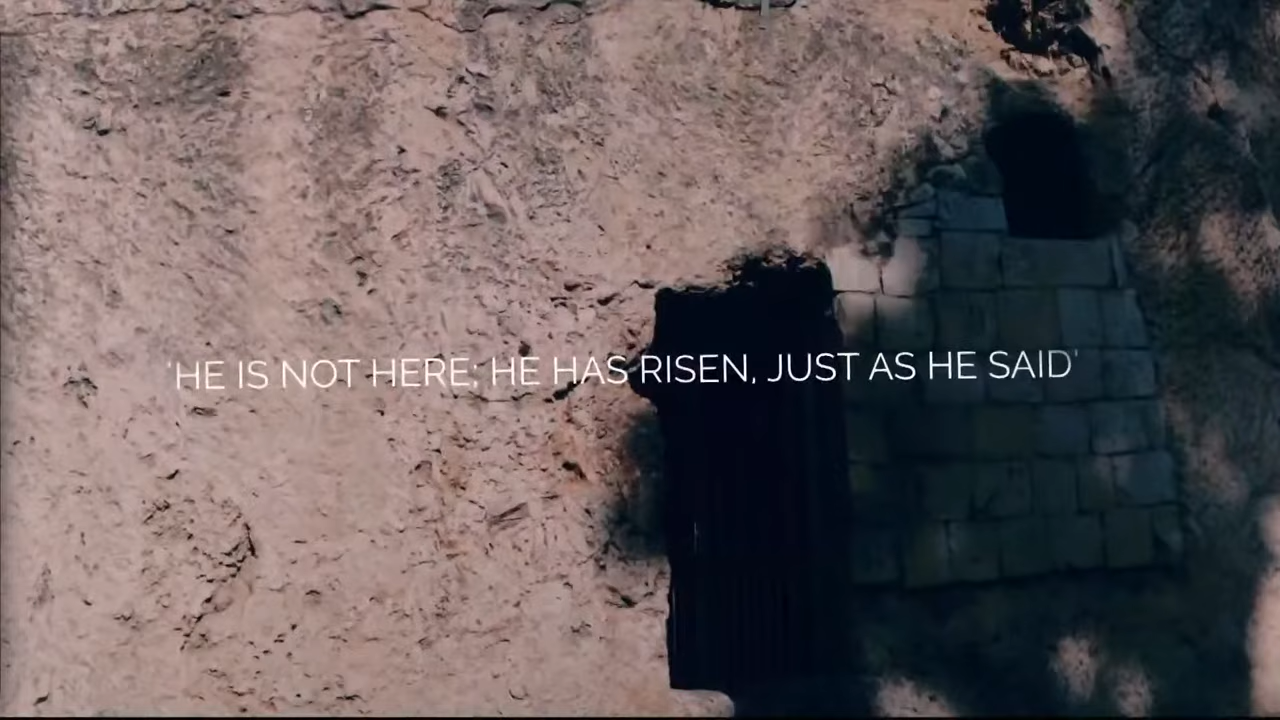 'HE IS NOT HERE; HE HAS RISEN, JUST AS HE SAID'